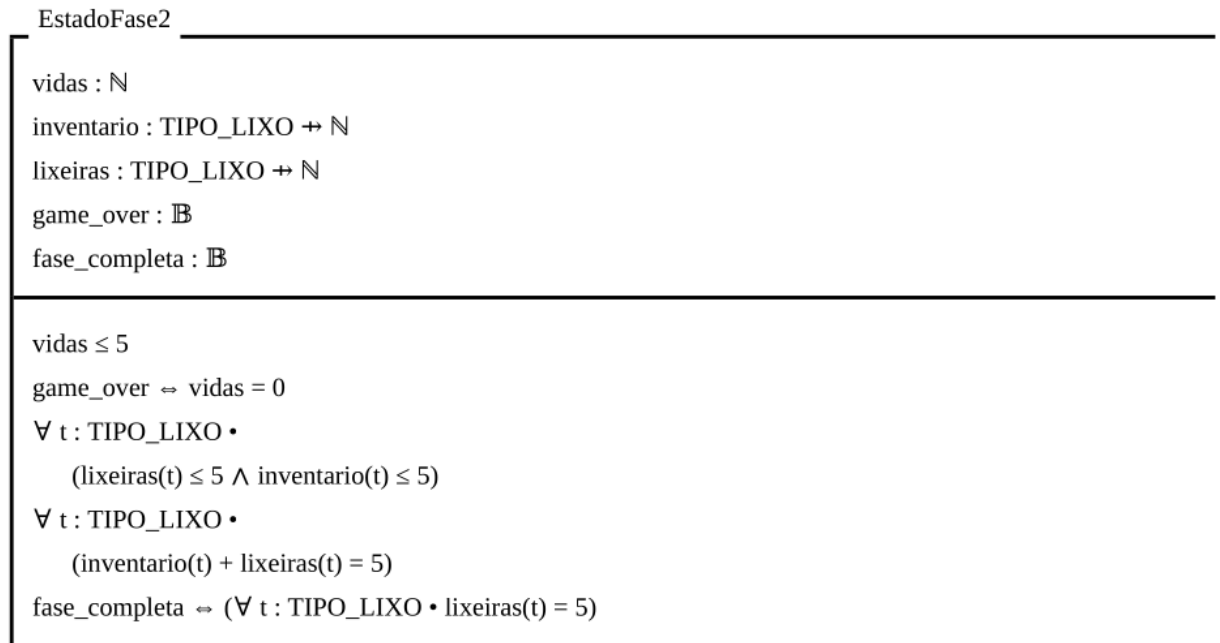 EstadoFase2
vidas : ℕ
inventario : TIPO_LIXO ⇸ ℕ
lixeiras : TIPO_LIXO ⇸ ℕ
game_over : 𝔹
fase_completa : 𝔹
vidas ≤ 5
game_over ⇔ vidas = 0
∀ t : TIPO_LIXO •
(lixeiras(t) ≤ 5 ∧ inventario(t) ≤ 5)
∀ t : TIPO_LIXO •
(inventario(t) + lixeiras(t) = 5)
fase_completa ⇔ (∀ t : TIPO_LIXO • lixeiras(t) = 5)